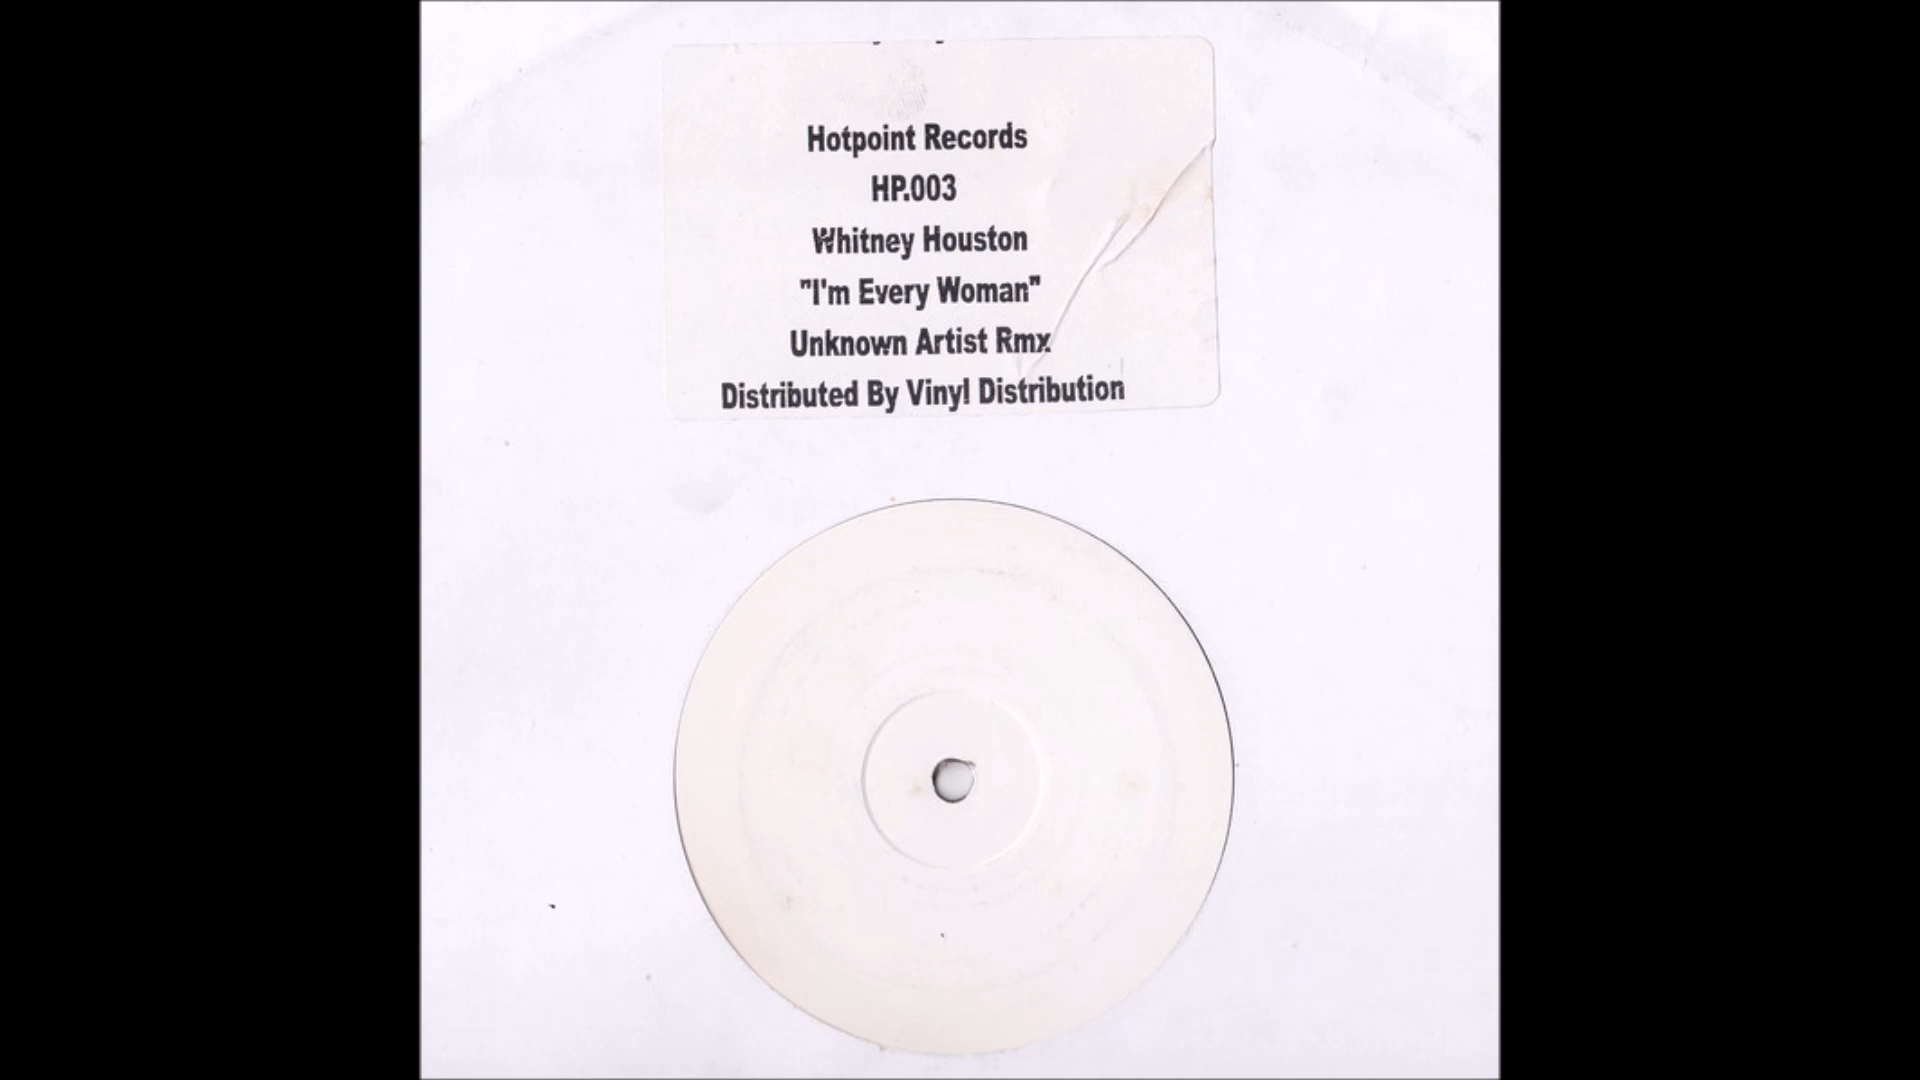 Hotpoint Records
HP.003
Whitney Houston
"I'm Every Woman"
Unknown Artist Rmx
Distributed By Vinyl Distribution